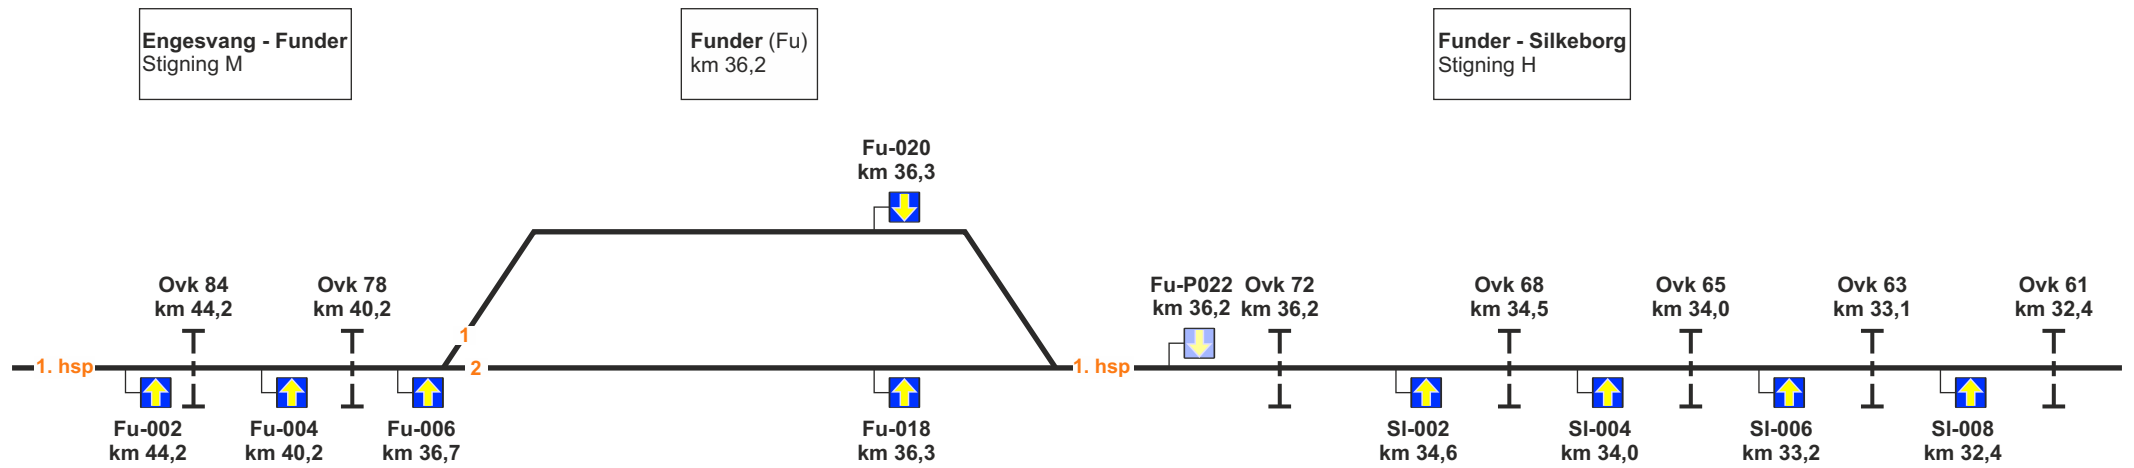 Engesvang - Funder
Stigning M
Funder (Fu)
km 36,2
Funder - Silkeborg
Stigning H
Fu-020
km 36,3
Ovk 84
km 44,2
Ovk 78
km 40,2
Fu-P022
km 36,2
Ovk 72
km 36,2
Ovk 68
km 34,5
Ovk 65
km 34,0
Ovk 63
km 33,1
Ovk 61
km 32,4
1
1. hsp
2
1. hsp
Fu-002
km 44,2
Fu-004
km 40,2
Fu-006
km 36,7
Fu-018
km 36,3
SI-002
km 34,6
SI-004
km 34,0
SI-006
km 33,2
SI-008
km 32,4